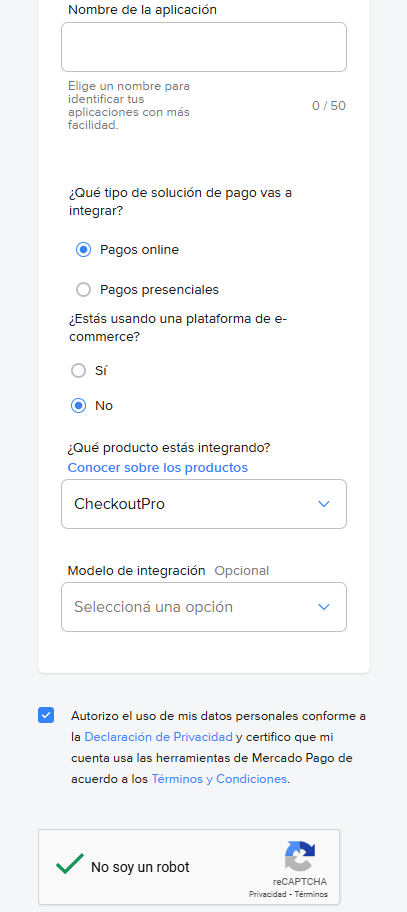 Nombre de la aplicación
Elige un nombre para
identificar tus
aplicaciones con más
facilidad.
0 / 50
¿Qué tipo de solución de pago vas a
integrar?
Pagos online
Pagos presenciales
¿Estás usando una plataforma de e-
commerce?
Sí
No
¿Qué producto estás integrando?
Conocer sobre los productos
CheckoutPro
Modelo de integración Opcional
Seleccioná una opción
Autorizo el uso de mis datos personales conforme a
la Declaración de Privacidad y certifico que mi
cuenta usa las herramientas de Mercado Pago de
acuerdo a los Términos y Condiciones.
No soy un robot
reCAPTCHA
Privacidad - Términos